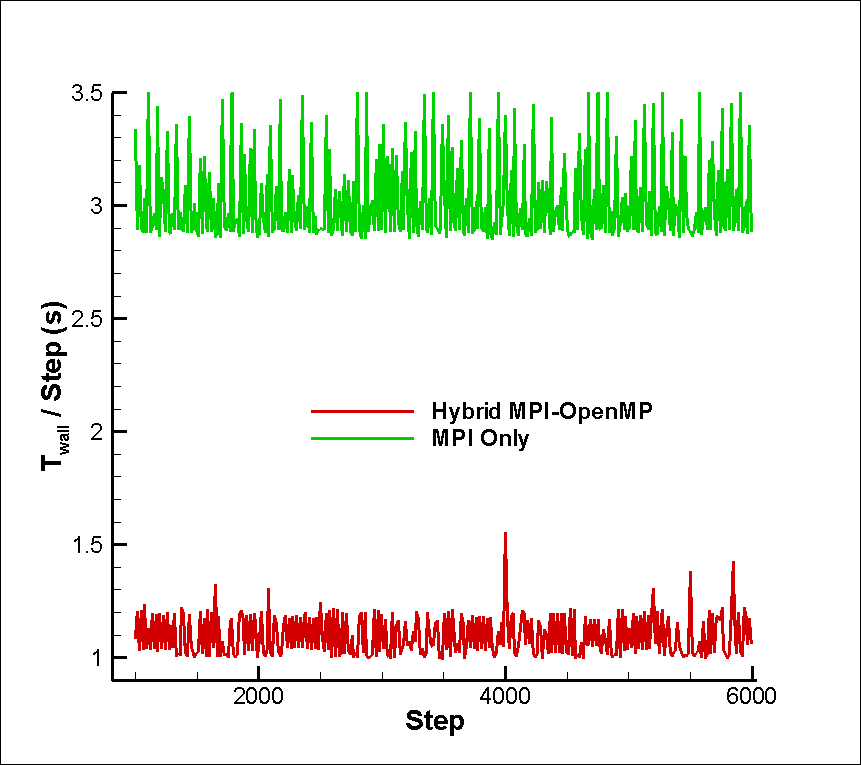 3.5
3
2.5
2
1.5
1
T_wall / Step (s)
Hybrid MPI-OpenMP
MPI Only
2000
4000
6000
Step